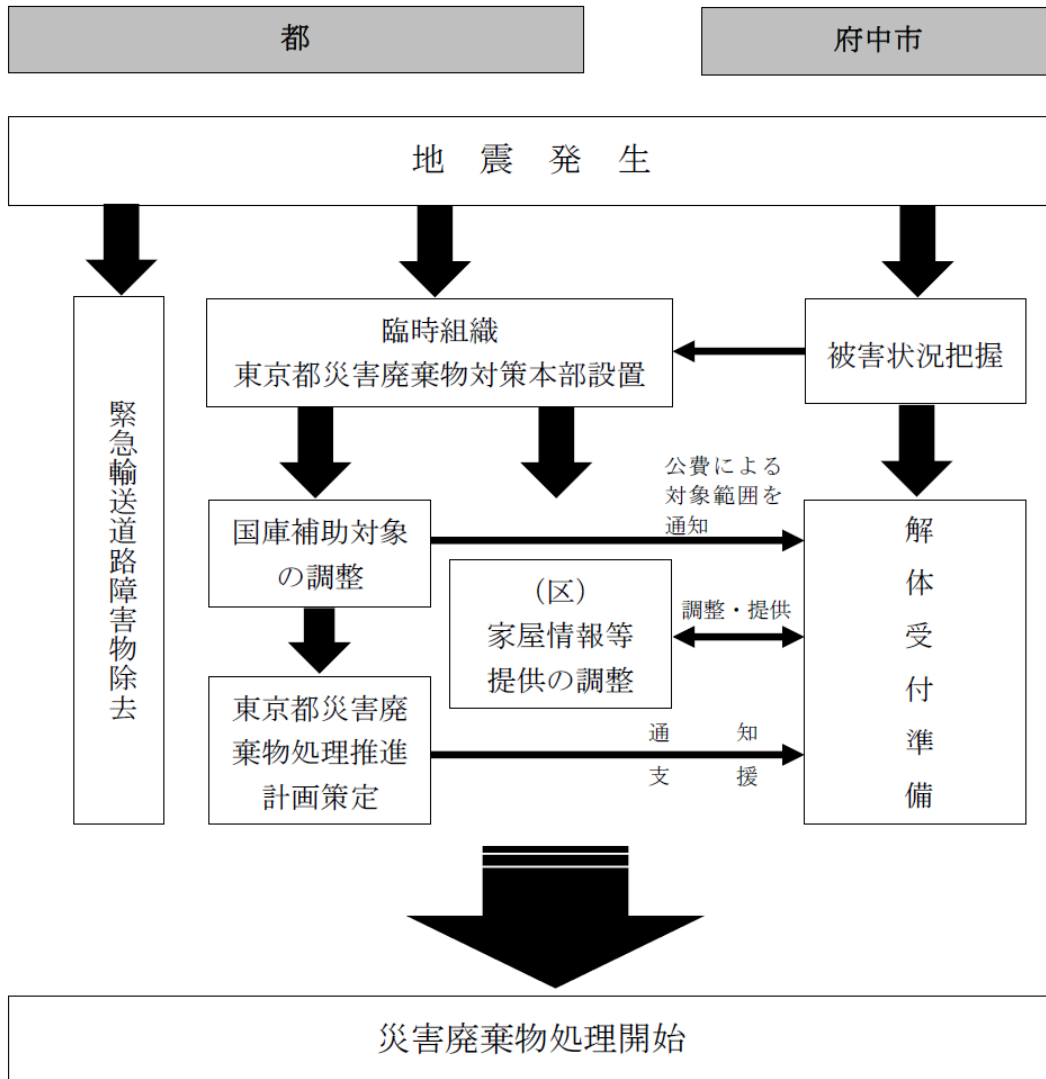 都
府中市
地 震 発 生
臨時組織
東京都災害廃棄物対策本部設置
被害状況把握
緊急輸送道路障害物除去
公費による
対象範囲を
通知
国庫補助対象
の調整
（区）
家屋情報等
提供の調整
調整・提供
解体受付準備
東京都災害廃
棄物処理推進
計画策定
通 知
支 援
災害廃棄物処理開始